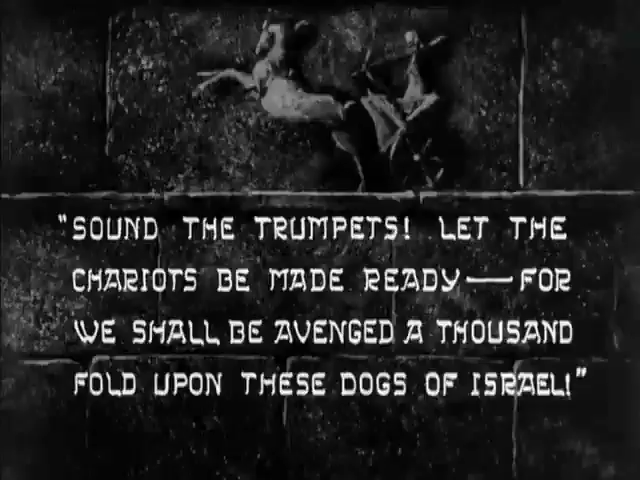 "SOUND THE TRUMPETS! LET THE
CHARIOTS BE MADE READY — FOR
WE SHALL BE AVENGED A THOUSAND
FOLD UPON THESE DOGS OF ISRAEL!"